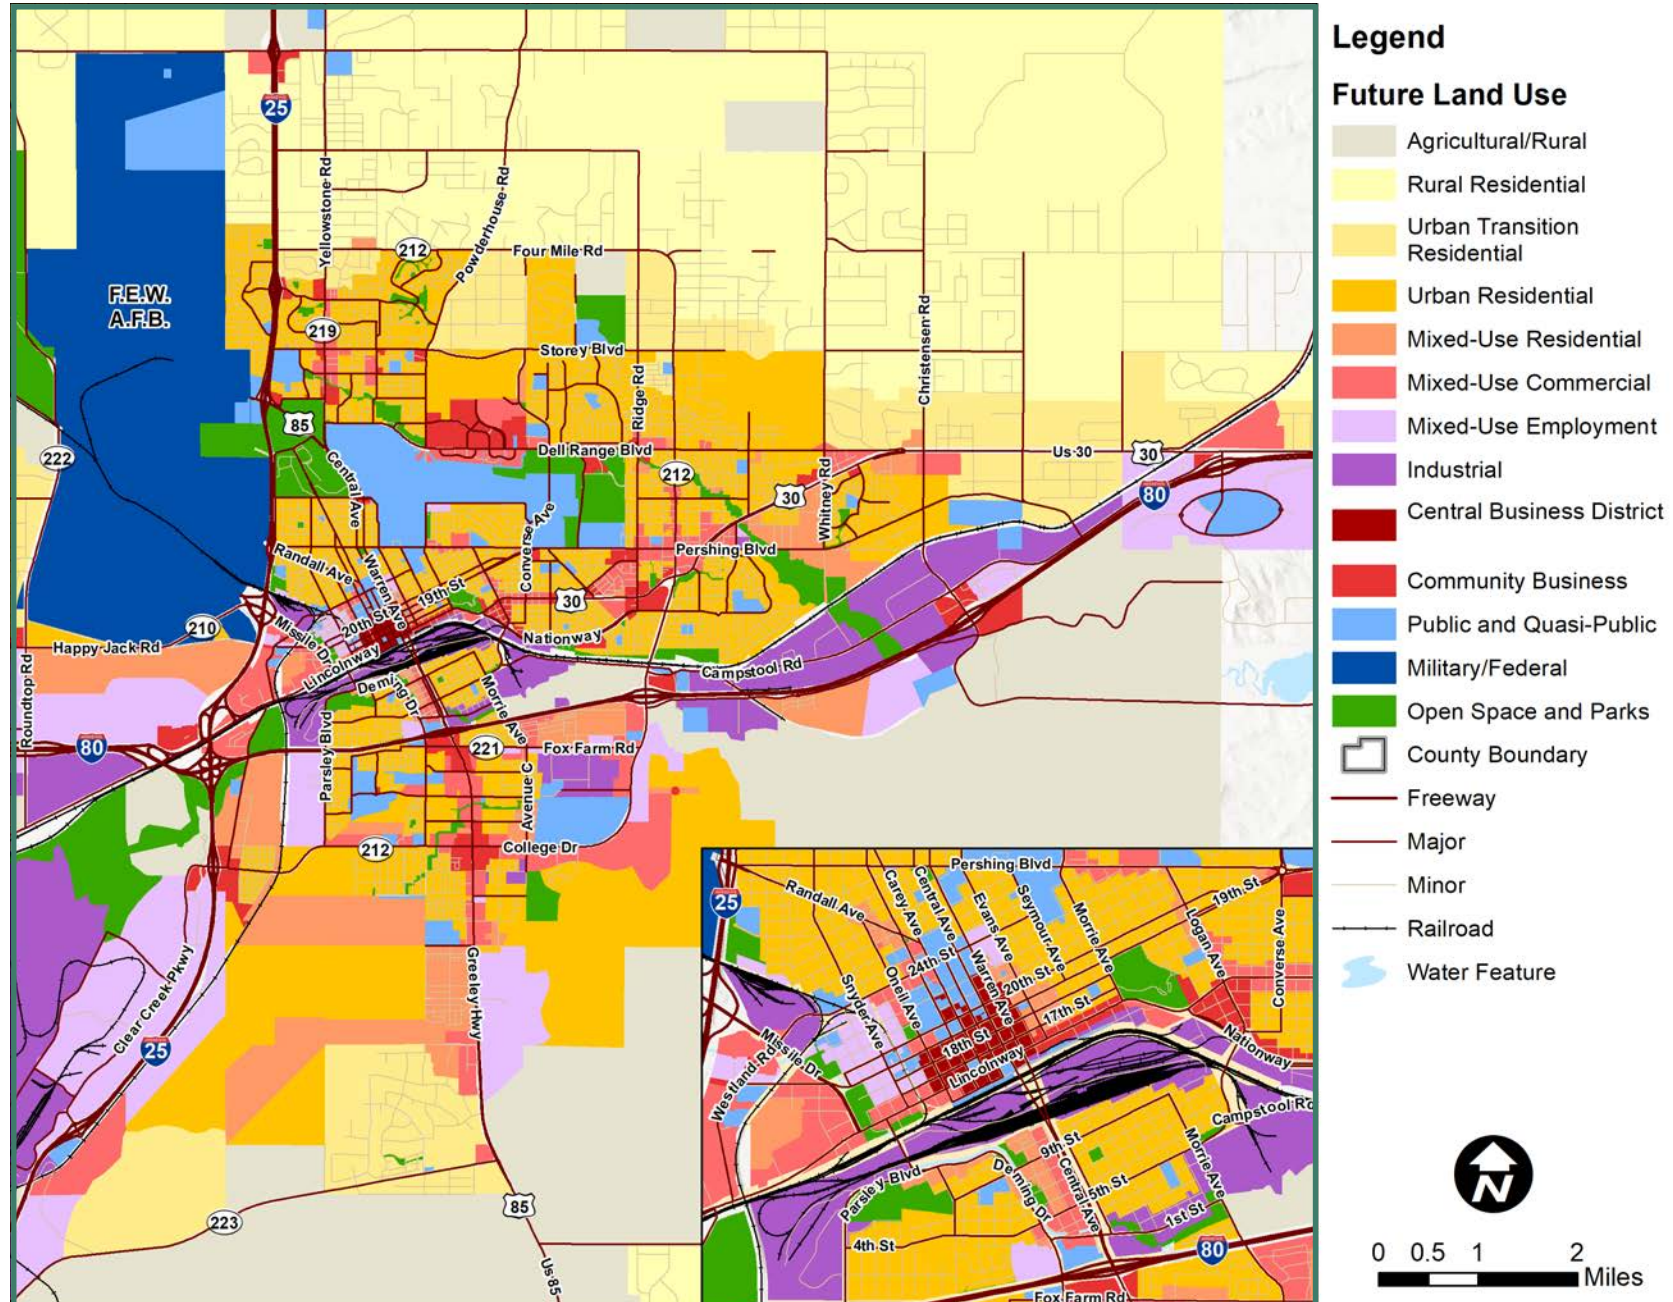 25
Yellowstone Rd
Powderhouse Rd
212
Four Mile Rd
F.E.W.
A.F.B.
219
Christensen Rd
Storey Blvd
Ridge Rd
85
222
Central Ave
Dell Range Blvd
Us 30
30
212
30
Whitney Rd
80
Converse Ave
Randall Ave
Warren Ave
Pershing Blvd
19th St
30
20th St
210
Missile Dr
Happy Jack Rd
Nationway
Lincolnway
Campstool Rd
Deming Dr
Morrie Ave
Roundtop Rd
Parsley Blvd
80
221
Fox Farm Rd
Avenue C
212
College Dr
Clear Creek Pkwy
Greeley Hwy
25
85
223
Us 85
Pershing Blvd
25
Randall Ave
Carey Ave
Central Ave
Evans Ave
Seymour Ave
Morrie Ave
19th St
Logan Ave
Converse Ave
24th St
Snyder Ave
Oneil Ave
Warren Ave
20th St
17th St
18th St
Lincolnway
Nationway
Missile Dr
Westland Rd
Campstool Rd
9th St
Parsley Blvd
Deming Dr
Central Ave
5th St
Morrie Ave
1st St
4th St
80
Fox Farm Rd
Legend
Future Land Use
Agricultural/Rural
Rural Residential
Urban Transition
Residential
Urban Residential
Mixed-Use Residential
Mixed-Use Commercial
Mixed-Use Employment
Industrial
Central Business District
Community Business
Public and Quasi-Public
Military/Federal
Open Space and Parks
County Boundary
Freeway
Major
Minor
Railroad
Water Feature
N
0 0.5 1 2
Miles